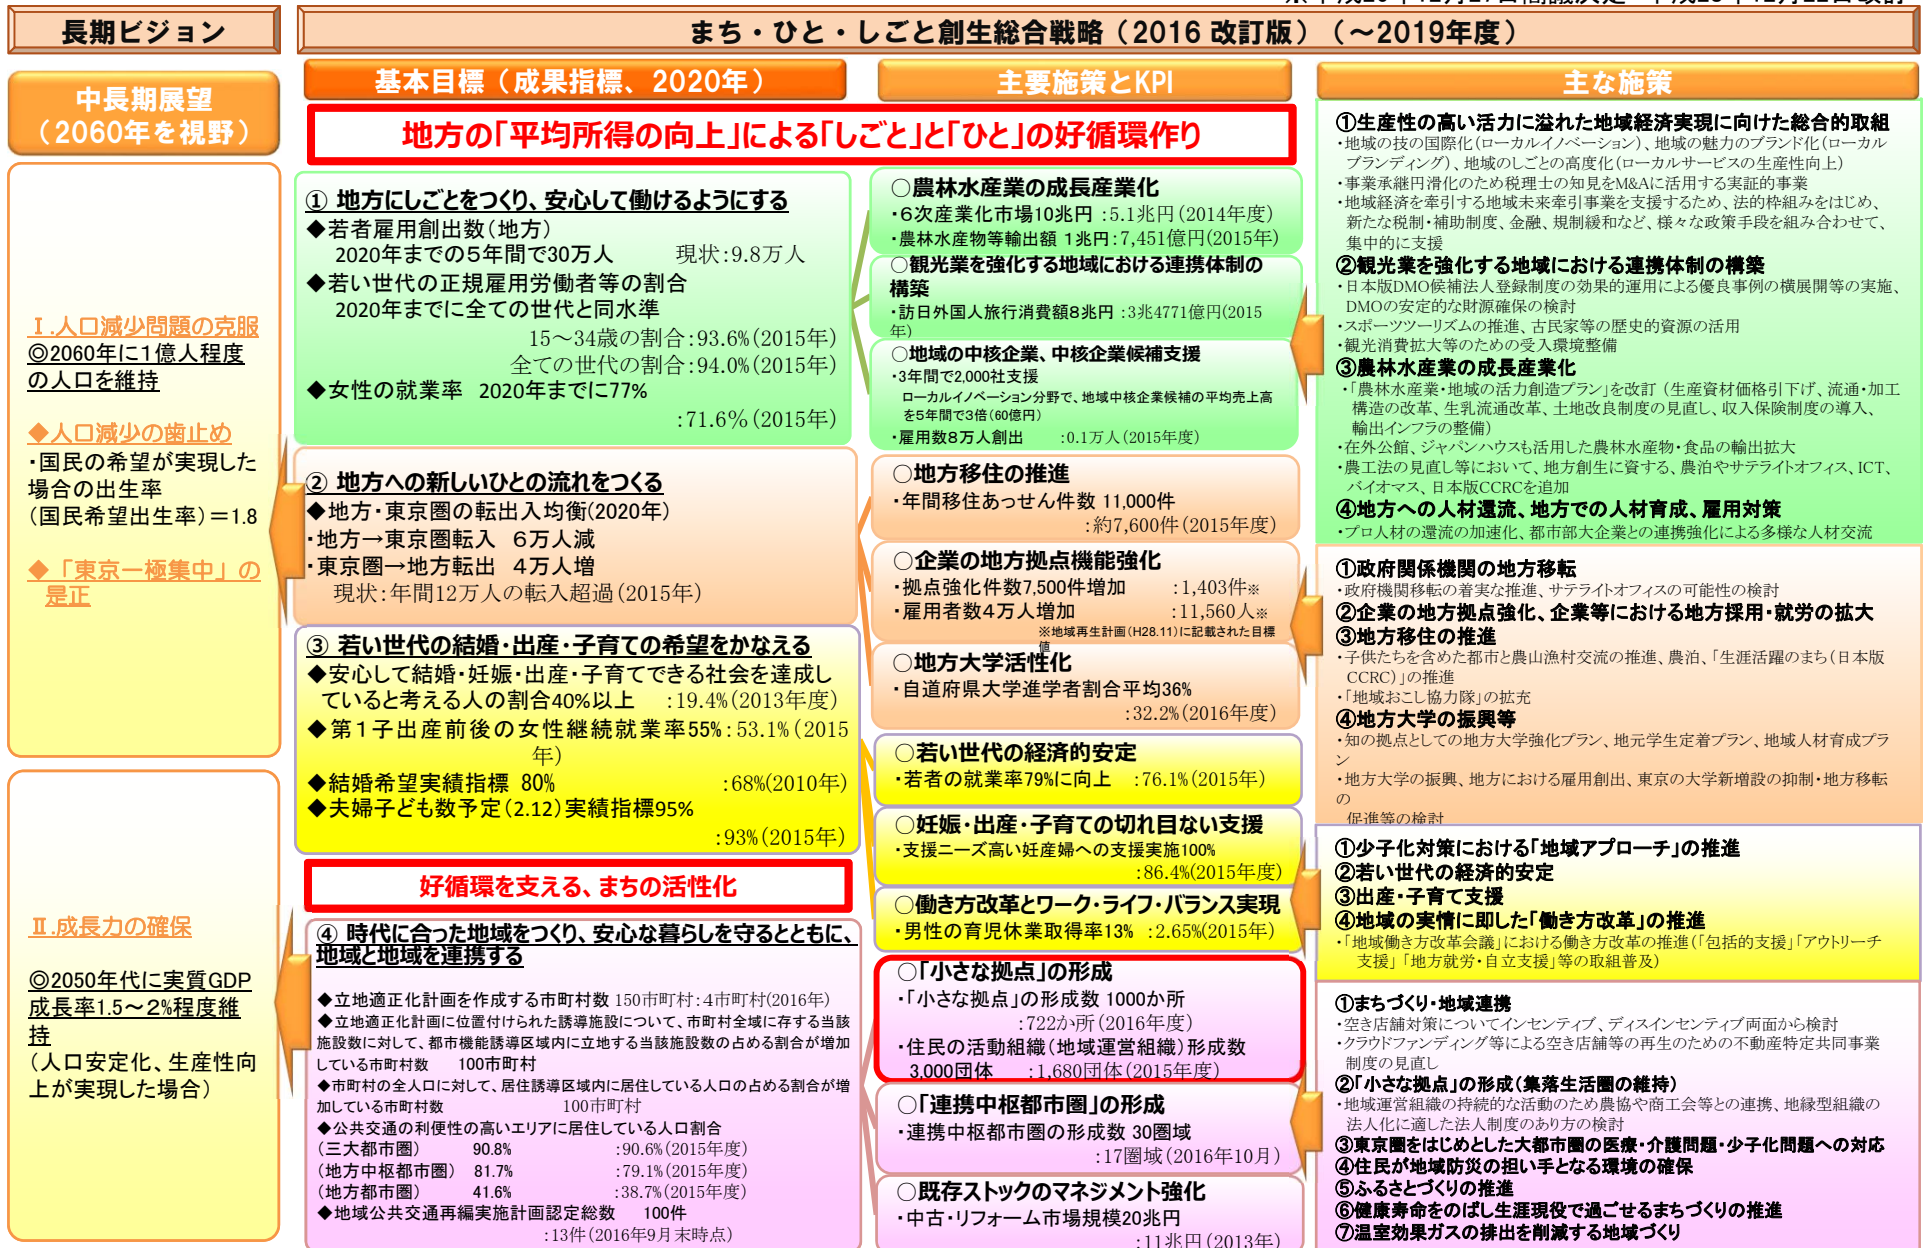 長期ビジョン
まち・ひと・しごと創生総合戦略（2016 改訂版）（～2019年度）
中長期展望
（2060年を視野）
Ⅰ.人口減少問題の克服
◎2060年に１億人程度
の人口を維持
◆人口減少の歯止め
・国民の希望が実現した
場合の出生率
（国民希望出生率）＝1.8
◆「東京一極集中」の
是正
Ⅱ.成長力の確保
◎2050年代に実質GDP
成長率1.5～2%程度維
持
（人口安定化、生産性向
上が実現した場合）
基本目標（成果指標、2020年）
主要施策とKPI
地方の「平均所得の向上」による「しごと」と「ひと」の好循環作り
① 地方にしごとをつくり、安心して働けるようにする
◆若者雇用創出数（地方）
2020年までの５年間で30万人　現状：9.8万人
◆若い世代の正規雇用労働者等の割合
2020年までに全ての世代と同水準
15～34歳の割合：93.6%（2015年）
全ての世代の割合：94.0%（2015年）
◆女性の就業率 2020年までに77%
：71.6%（2015年）
② 地方への新しいひとの流れをつくる
◆地方・東京圏の転出入均衡（2020年）
・地方→東京圏転入 ６万人減
・東京圏→地方転出 ４万人増
現状：年間12万人の転入超過（2015年）
③ 若い世代の結婚・出産・子育ての希望をかなえる
◆安心して結婚・妊娠・出産・子育てできる社会を達成し
ていると考える人の割合40%以上 ：19.4%（2013年度）
◆第１子出産前後の女性継続就業率55%：53.1%（2015
年）
◆結婚希望実績指標 80% ：68%（2010年）
◆夫婦子ども数予定（2.12）実績指標95%
：93%（2015年）
好循環を支える、まちの活性化
④ 時代に合った地域をつくり、安心な暮らしを守るとともに、
地域と地域を連携する
◆立地適正化計画を作成する市町村数 150市町村：4市町村（2016年）
◆立地適正化計画に位置付けられた誘導施設について、市町村全域に存する当該
施設数に対して、都市機能誘導区域内に立地する当該施設数の占める割合が増加
している市町村数 100市町村
◆市町村の全人口に対して、居住誘導区域内に居住している人口の占める割合が増
加している市町村数 100市町村
◆公共交通の利便性の高いエリアに居住している人口割合
（三大都市圏） 90.8% ：90.6%（2015年度）
（地方中枢都市圏） 81.7% ：79.1%（2015年度）
（地方都市圏） 41.6% ：38.7%（2015年度）
◆地域公共交通再編実施計画認定総数 100件
：13件（2016年9月末時点）
○農林水産業の成長産業化
・６次産業化市場10兆円 ：5.1兆円（2014年度）
・農林水産物等輸出額 １兆円：7,451億円（2015年）
○観光業を強化する地域における連携体制の
構築
・訪日外国人旅行消費額8兆円 ：3兆4771億円（2015
年）
○地域の中核企業、中核企業候補支援
・3年間で2,000社支援
ローカルイノベーション分野で、地域中核企業候補の平均売上高
を５年間で３倍（60億円）
・雇用数8万人創出 ：0.1万人（2015年度）
○地方移住の推進
・年間移住あっせん件数 11,000件
：約7,600件（2015年度）
○企業の地方拠点機能強化
・拠点強化件数7,500件増加 ：1,403件※
・雇用者数４万人増加 ：11,560人※
※地域再生計画（H28.11）に記載された目標
値
○地方大学活性化
・自道府県大学進学者割合平均36%
：32.2%（2016年度）
○若い世代の経済的安定
・若者の就業率79%に向上 ：76.1%（2015年）
○妊娠・出産・子育ての切れ目ない支援
・支援ニーズ高い妊産婦への支援実施100%
：86.4%（2015年度）
○働き方改革とワーク・ライフ・バランス実現
・男性の育児休業取得率13% ：2.65%（2015年）
○「小さな拠点」の形成
・「小さな拠点」の形成数 1000か所
：722か所（2016年度）
・住民の活動組織（地域運営組織）形成数
3,000団体 ：1,680団体（2015年度）
○「連携中枢都市圏」の形成
・連携中枢都市圏の形成数 30圏域
：17圏域（2016年10月）
○既存ストックのマネジメント強化
・中古・リフォーム市場規模20兆円
：11兆円（2013年）
主な施策
①生産性の高い活力に溢れた地域経済実現に向けた総合的取組
・地域の技の国際化（ローカルイノベーション）、地域の魅力のブランド化（ローカル
ブランディング）、地域のしごとの高度化（ローカルサービスの生産性向上）
・事業承継円滑化のため税理士の知見をM&Aに活用する実証的事業
・地域経済を牽引する地域未来牽引事業を支援するため、法的枠組みをはじめ、
新たな税制・補助制度、金融、規制緩和など、様々な政策手段を組み合わせて、
集中的に支援
②観光業を強化する地域における連携体制の構築
・日本版DMO候補法人登録制度の効果的運用による優良事例の横展開等の実施、
DMOの安定的な財源確保の検討
・スポーツツーリズムの推進、古民家等の歴史的資源の活用
・観光消費拡大等のための受入環境整備
③農林水産業の成長産業化
・「農林水産業・地域の活力創造プラン」を改訂 （生産資材価格引下げ、流通・加工
構造の改革、生乳流通改革、土地改良制度の見直し、収入保険制度の導入、
輸出インフラの整備）
・在外公館、ジャパンハウスも活用した農林水産物・食品の輸出拡大
・農工法の見直し等において、地方創生に資する、農泊やサテライトオフィス、ICT、
バイオマス、日本版CCRCを追加
④地方への人材還流、地方での人材育成、雇用対策
・プロ人材の還流の加速化、都市部大企業との連携強化による多様な人材交流
①政府関係機関の地方移転
・政府機関移転の着実な推進、サテライトオフィスの可能性の検討
②企業の地方拠点強化、企業等における地方採用・就労の拡大
③地方移住の推進
・子供たちを含めた都市と農山漁村交流の推進、農泊、「生涯活躍のまち（日本版
CCRC）」の推進
・「地域おこし協力隊」の拡充
④地方大学の振興等
・知の拠点としての地方大学強化プラン、地元学生定着プラン、地域人材育成プラ
ン
・地方大学の振興、地方における雇用創出、東京の大学新増設の抑制・地方移転
の
促進等の検討
①少子化対策における「地域アプローチ」の推進
②若い世代の経済的安定
③出産・子育て支援
④地域の実情に即した「働き方改革」の推進
・「地域働き方改革会議」における働き方改革の推進（「包括的支援」「アウトリーチ
支援」「地方就労・自立支援」等の取組普及）
①まちづくり・地域連携
・空き店舗対策についてインセンティブ、ディスインセンティブ両面から検討
・クラウドファンディング等による空き店舗等の再生のための不動産特定共同事業
制度の見直し
②「小さな拠点」の形成（集落生活圏の維持）
・地域運営組織の持続的な活動のため農協や商工会等との連携、地縁型組織の
法人化に適した法人制度のあり方の検討
③東京圏をはじめとした大都市圏の医療・介護問題・少子化問題への対応
④住民が地域防災の担い手となる環境の確保
⑤ふるさとづくりの推進
⑥健康寿命をのばし生涯現役で過ごせるまちづくりの推進
⑦温室効果ガスの排出を削減する地域づくり